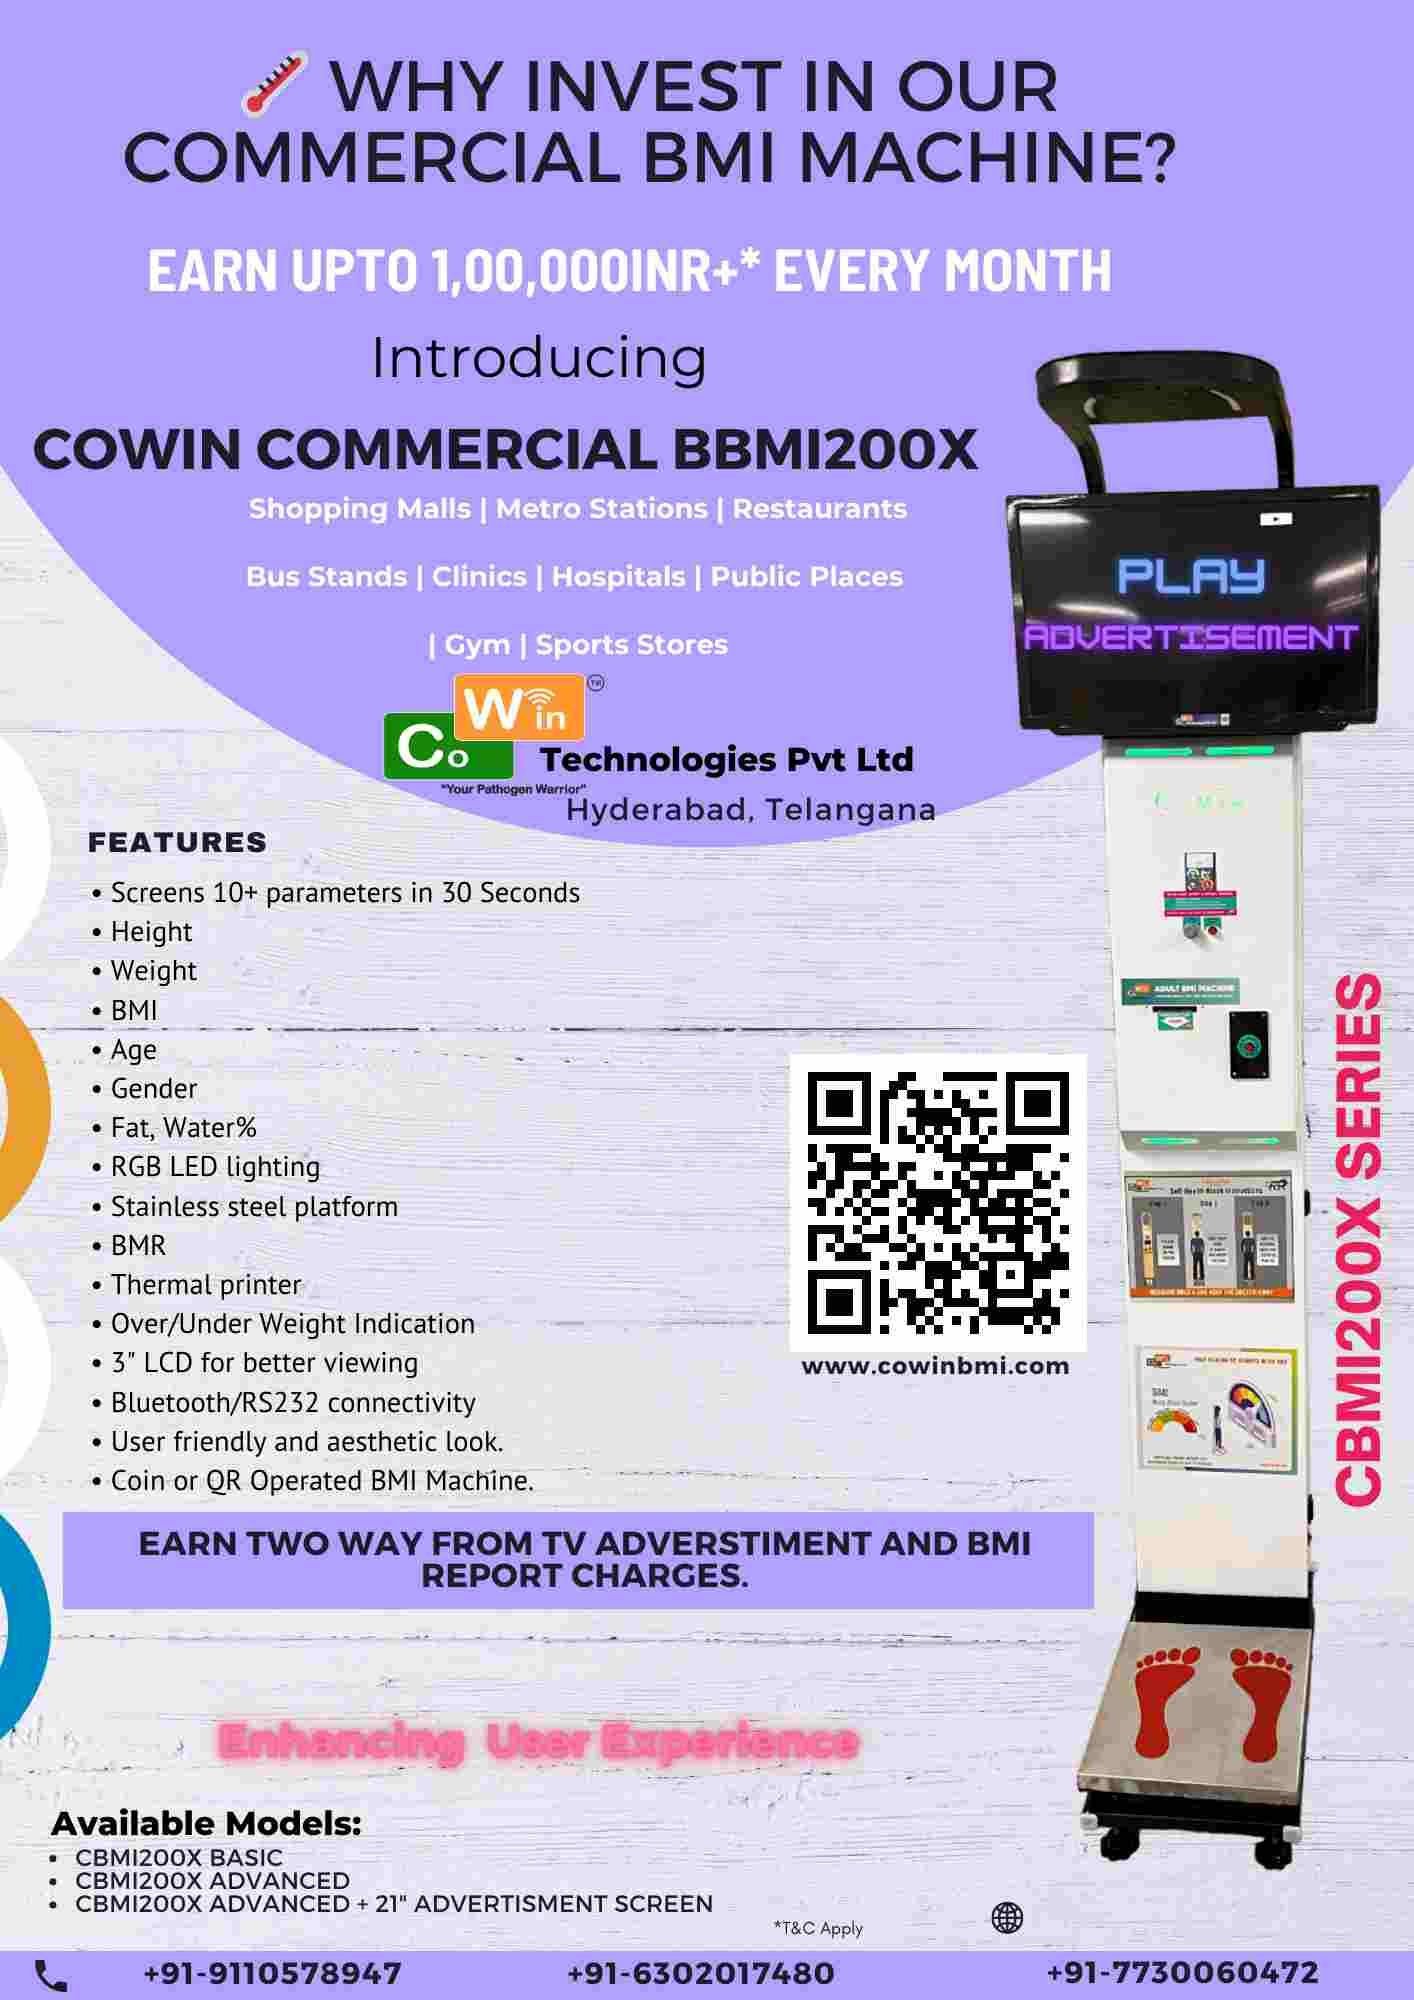 WHY INVEST IN OUR
COMMERCIAL BMI MACHINE?
EARN UPTO 1,00,000INR+* EVERY MONTH
Introducing
COWIN COMMERCIAL BBMI200X
Shopping Malls | Metro Stations | Restaurants
Bus Stands | Clinics | Hospitals | Public Places
| Gym | Sports Stores
Win TM
Co
Technologies Pvt Ltd
"Your Pathogen Warrior"
Hyderabad, Telangana
PLAY
ADVERTISEMENT
FEATURES
• Screens 10+ parameters in 30 Seconds
• Height
• Weight
• BMI
• Age
• Gender
• Fat, Water%
• RGB LED lighting
• Stainless steel platform
• BMR
• Thermal printer
• Over/Under Weight Indication
• 3" LCD for better viewing
• Bluetooth/RS232 connectivity
• User friendly and aesthetic look.
• Coin or QR Operated BMI Machine.
ADULT BMI MACHINE
BMI
www.cowinbmi.com
CBMI200X SERIES
EARN TWO WAY FROM TV ADVERSTIMENT AND BMI
REPORT CHARGES.
Enhancing User Experience
Available Models:
• CBMI200X BASIC
• CBMI200X ADVANCED
• CBMI200X ADVANCED + 21" ADVERTISMENT SCREEN
*T&C Apply
+91-9110578947 +91-6302017480 +91-7730060472